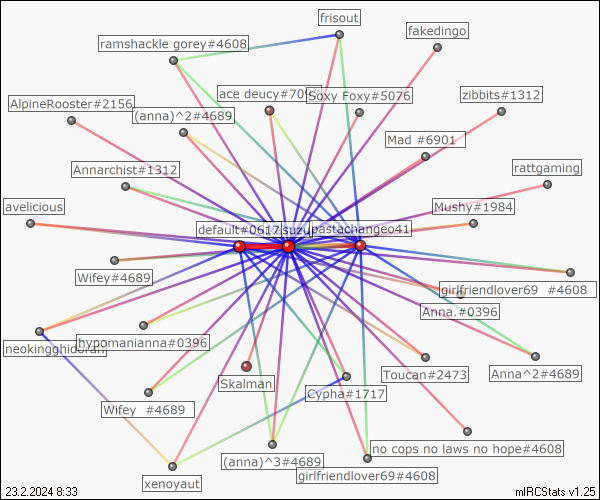 frisout
fakedingo
ramshackle gorey#4608
ace deucy#709
Soxy Foxy#5076
zibbits#1312
AlpineRooster#2156
(anna)^2#4689
Mad #6901
Annarchist#1312
rattgaming
avelicious
Mushy#1984
default#0617
suzu
pastachangeo41
Wifey#4689
girlfriendlover69 #4608
Anna.#0396
neokingghidorah
hypomanianna#0396
Toucan#2473
Anna^2#4689
Skalman
Cypha#1717
Wifey #4689
no cops no laws no hope#4608
(anna)^3#4689
girlfriendlover69#4608
xenoyaut
23.2.2024 8:33
mIRCStats v1.25